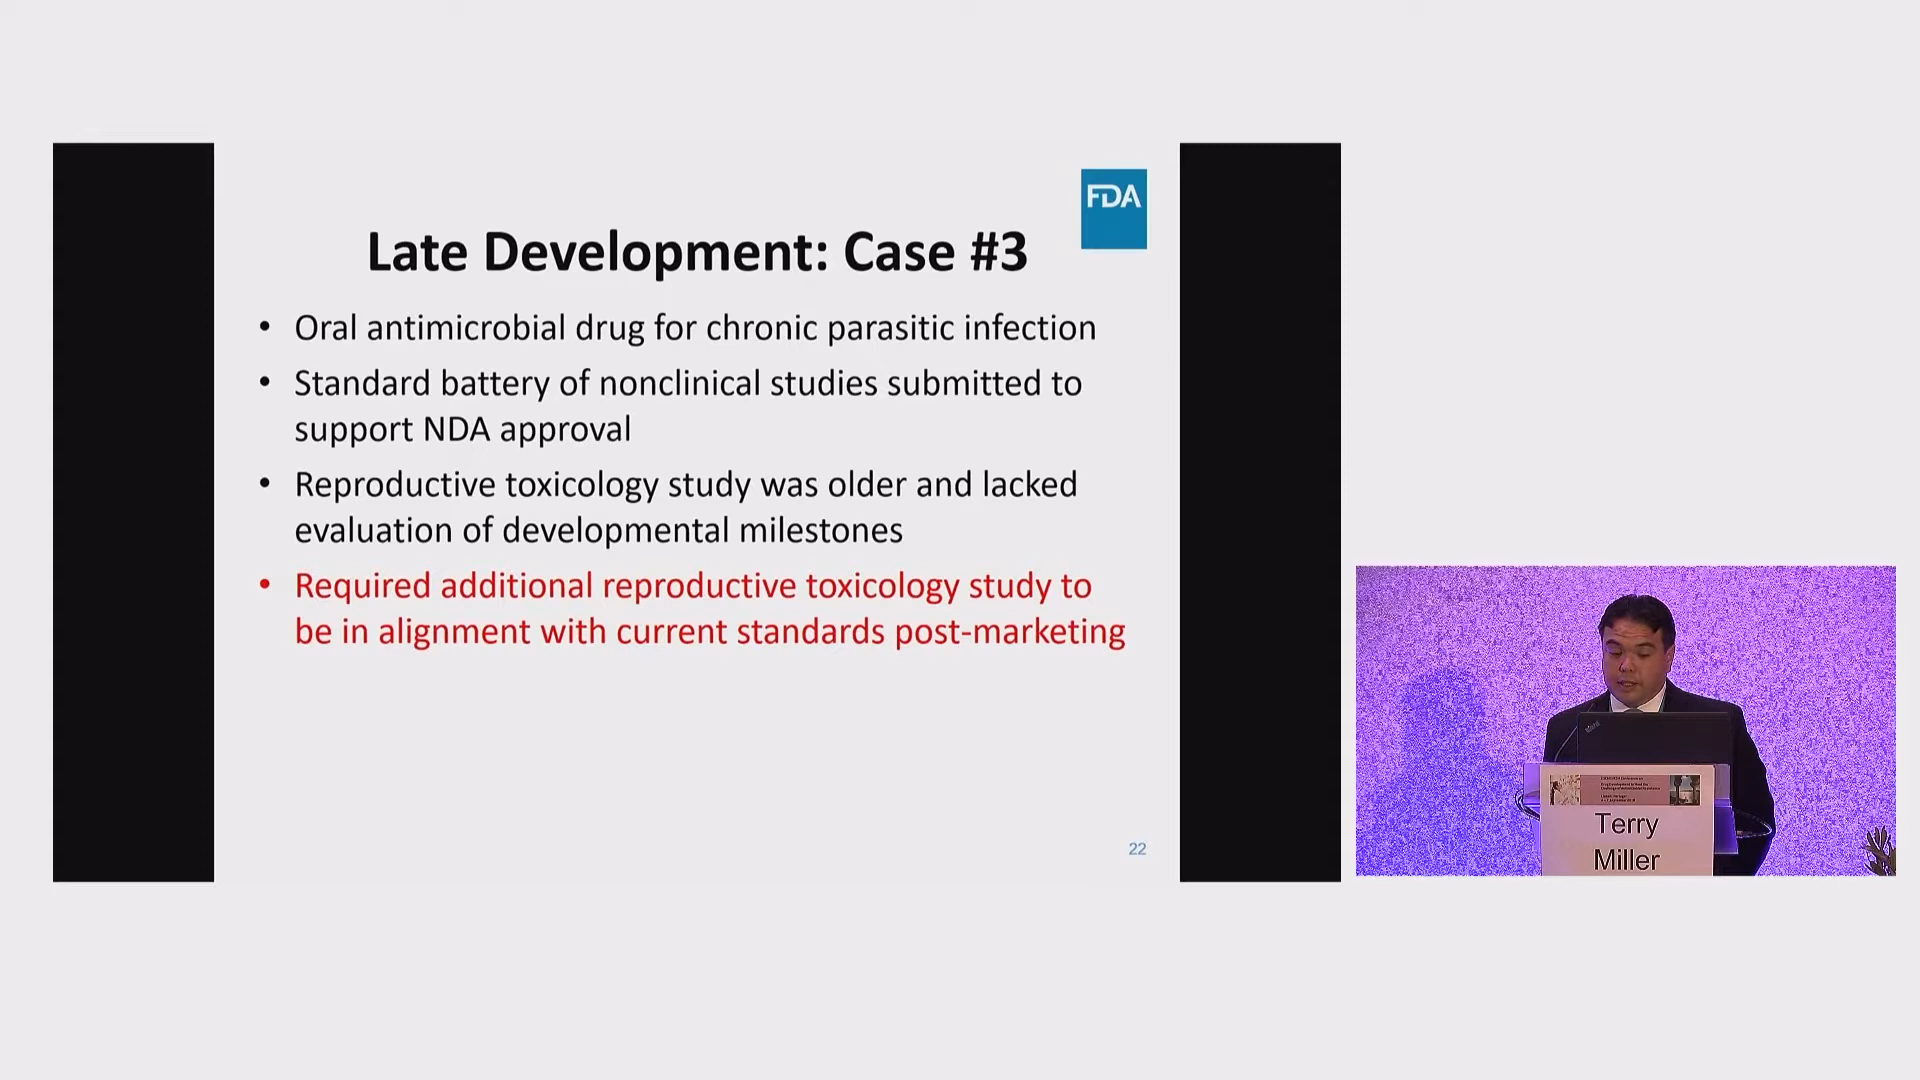 FDA
Late Development: Case #3
• Oral antimicrobial drug for chronic parasitic infection
• Standard battery of nonclinical studies submitted to
support NDA approval
• Reproductive toxicology study was older and lacked
evaluation of developmental milestones
• Required additional reproductive toxicology study to
be in alignment with current standards post-marketing
22
Terry
Miller